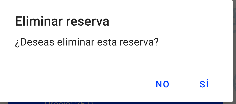 Eliminar reserva
¿Deseas eliminar esta reserva?
NO SÍ